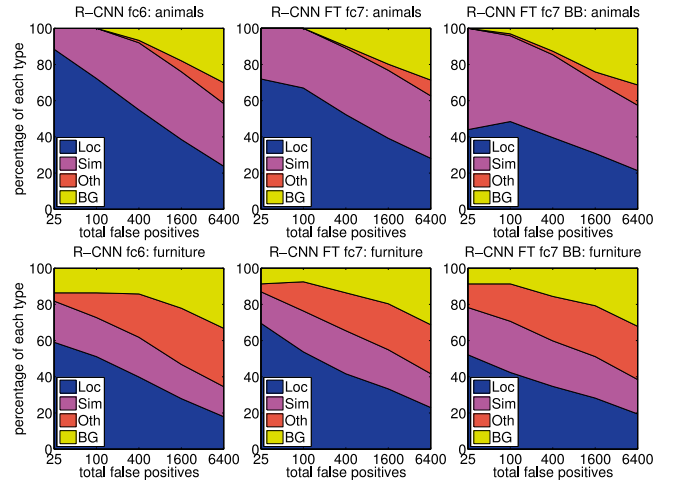 R−CNN fc6: animals
R−CNN FT fc7: animals
R−CNN FT fc7 BB: animals
percentage of each type
100
80
60
40
20
0
Loc
Sim
Oth
BG
25 100 400 1600 6400
total false positives
100
80
60
40
20
0
Loc
Sim
Oth
BG
25 100 400 1600 6400
total false positives
100
80
60
40
20
0
Loc
Sim
Oth
BG
25 100 400 1600 6400
total false positives
R−CNN fc6: furniture
R−CNN FT fc7: furniture
R−CNN FT fc7 BB: furniture
percentage of each type
100
80
60
40
20
0
Loc
Sim
Oth
BG
25 100 400 1600 6400
total false positives
100
80
60
40
20
0
Loc
Sim
Oth
BG
25 100 400 1600 6400
total false positives
100
80
60
40
20
0
Loc
Sim
Oth
BG
25 100 400 1600 6400
total false positives